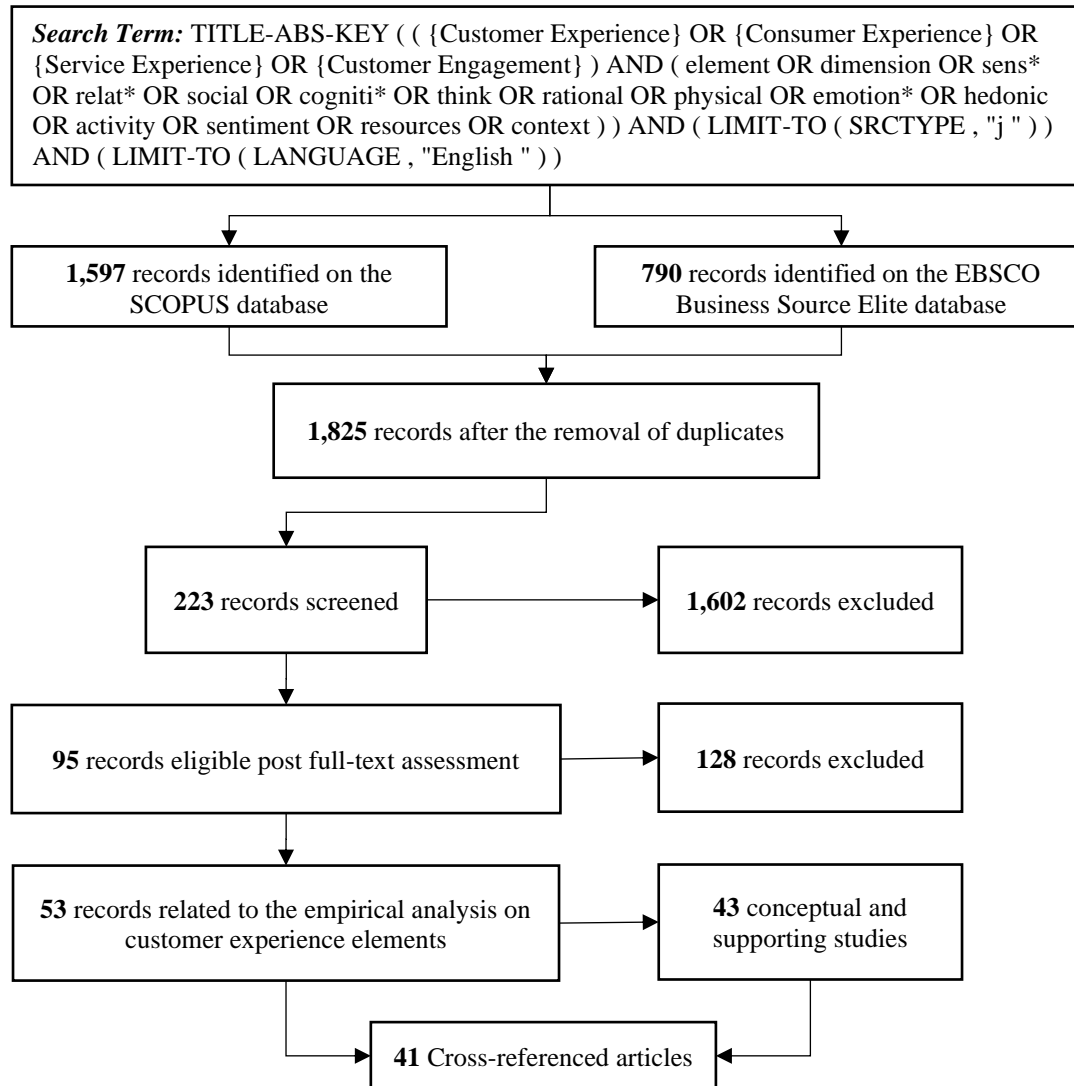 Search Term: TITLE-ABS-KEY ( ( {Customer Experience} OR {Consumer Experience} OR
{Service Experience} OR {Customer Engagement} ) AND ( element OR dimension OR sens*
OR relat* OR social OR cogniti* OR think OR rational OR physical OR emotion* OR hedonic
OR activity OR sentiment OR resources OR context ) ) AND ( LIMIT-TO ( SRCTYPE , "j " ) )
AND ( LIMIT-TO ( LANGUAGE , "English " ) )
1,597 records identified on the
SCOPUS database
790 records identified on the EBSCO
Business Source Elite database
1,825 records after the removal of duplicates
223 records screened
1,602 records excluded
95 records eligible post full-text assessment
128 records excluded
53 records related to the empirical analysis on
customer experience elements
43 conceptual and
supporting studies
41 Cross-referenced articles